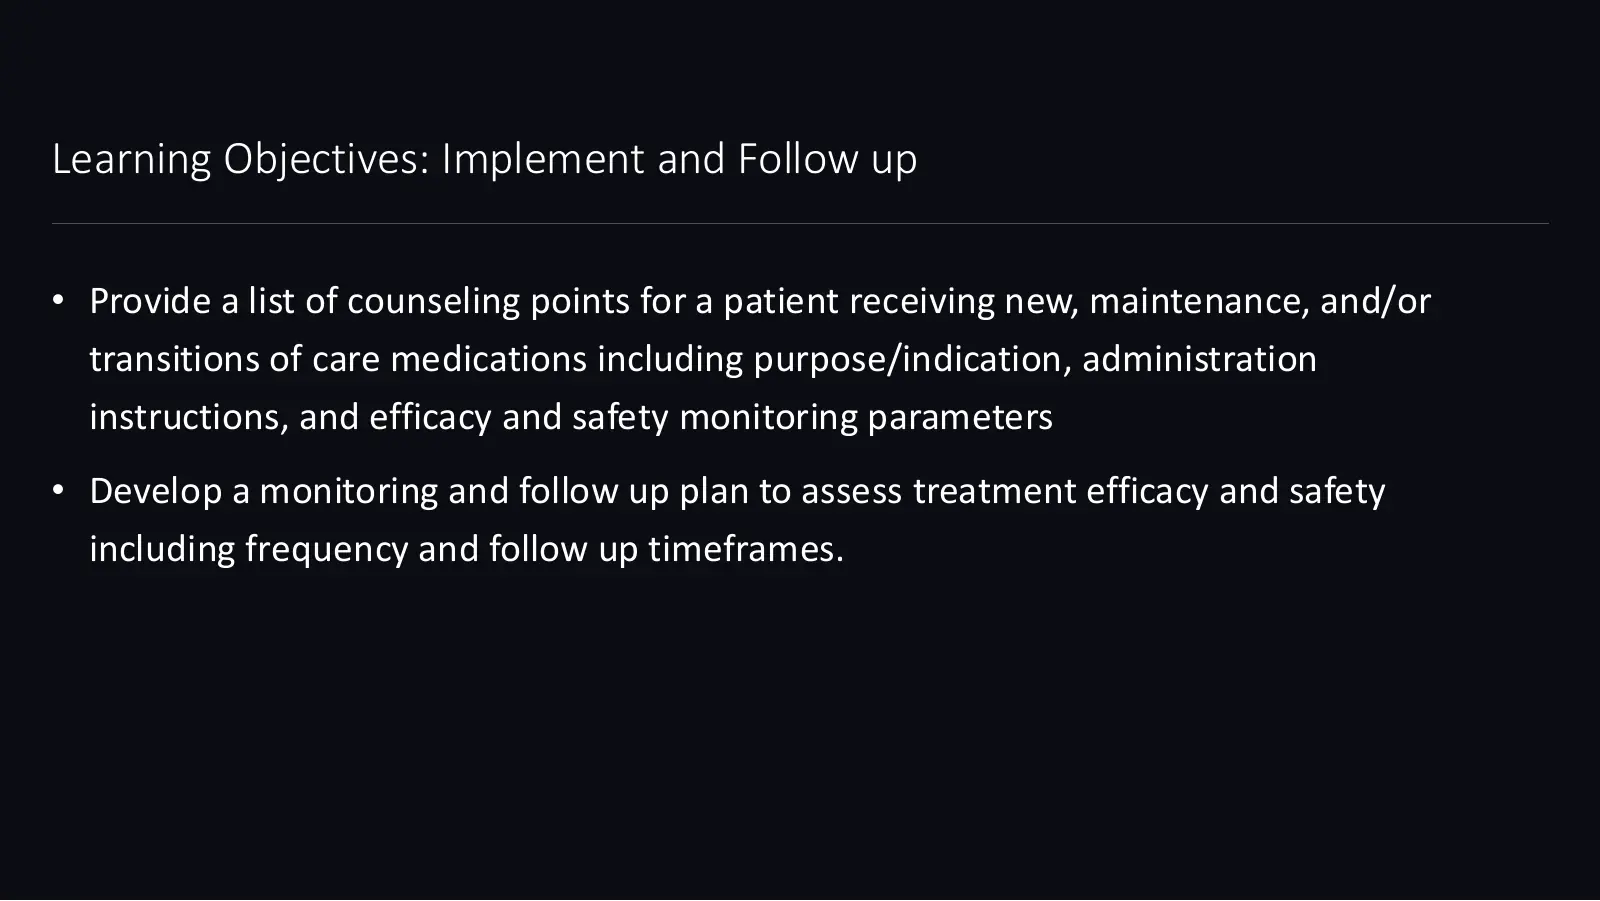 Learning Objectives: Implement and Follow up
• Provide a list of counseling points for a patient receiving new, maintenance, and/or
transitions of care medications including purpose/indication, administration
instructions, and efficacy and safety monitoring parameters
• Develop a monitoring and follow up plan to assess treatment efficacy and safety
including frequency and follow up timeframes.